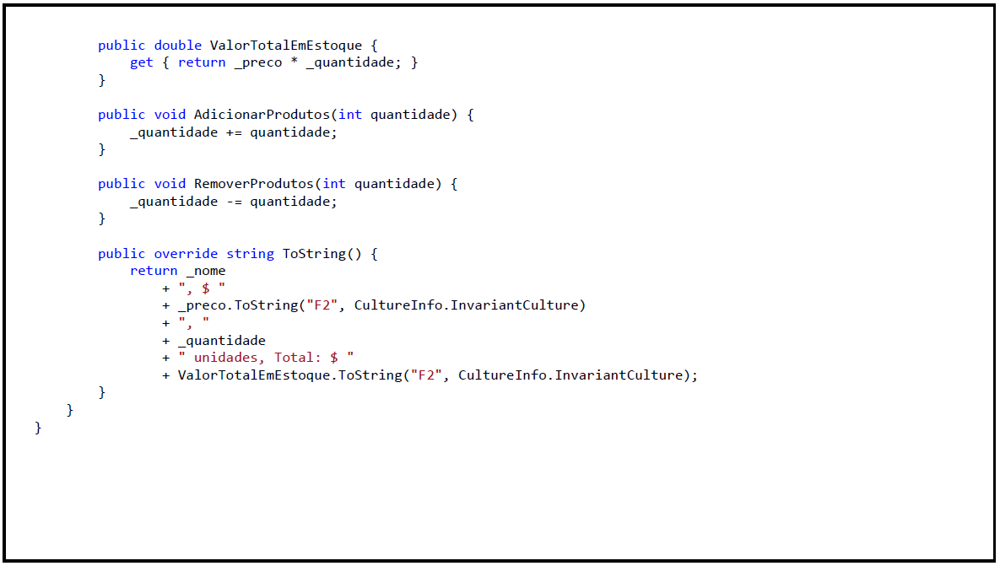 public double ValorTotalEmEstoque {
get { return _preco * _quantidade; }
}
public void AdicionarProdutos(int quantidade) {
_quantidade += quantidade;
}
public void RemoverProdutos(int quantidade) {
_quantidade -= quantidade;
}
public override string ToString() {
return _nome
+ ", $ "
+ _preco.ToString("F2", CultureInfo.InvariantCulture)
+ ", "
+ _quantidade
+ " unidades, Total: $ "
+ ValorTotalEmEstoque.ToString("F2", CultureInfo.InvariantCulture);
}
}
}